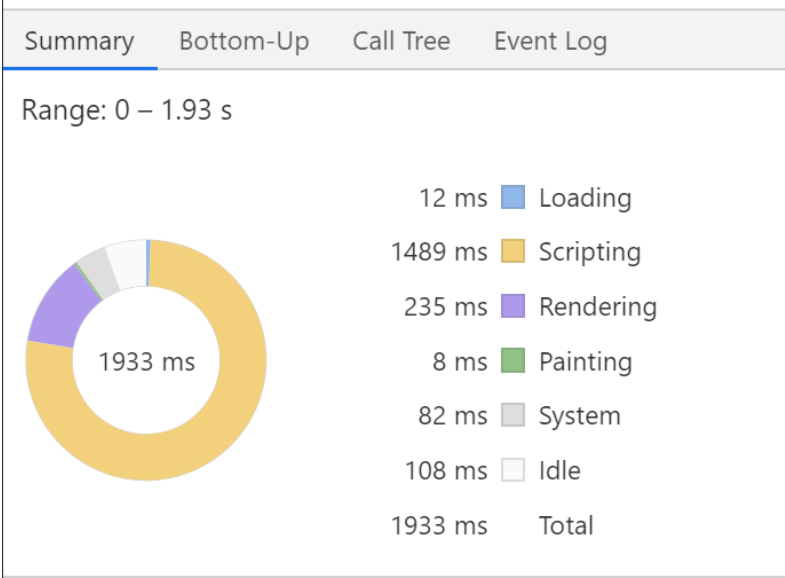 Summary Bottom-Up Call Tree Event Log
Range: 0 – 1.93 s
12 ms Loading
1489 ms Scripting
235 ms Rendering
1933 ms
8 ms Painting
82 ms System
108 ms Idle
1933 ms Total